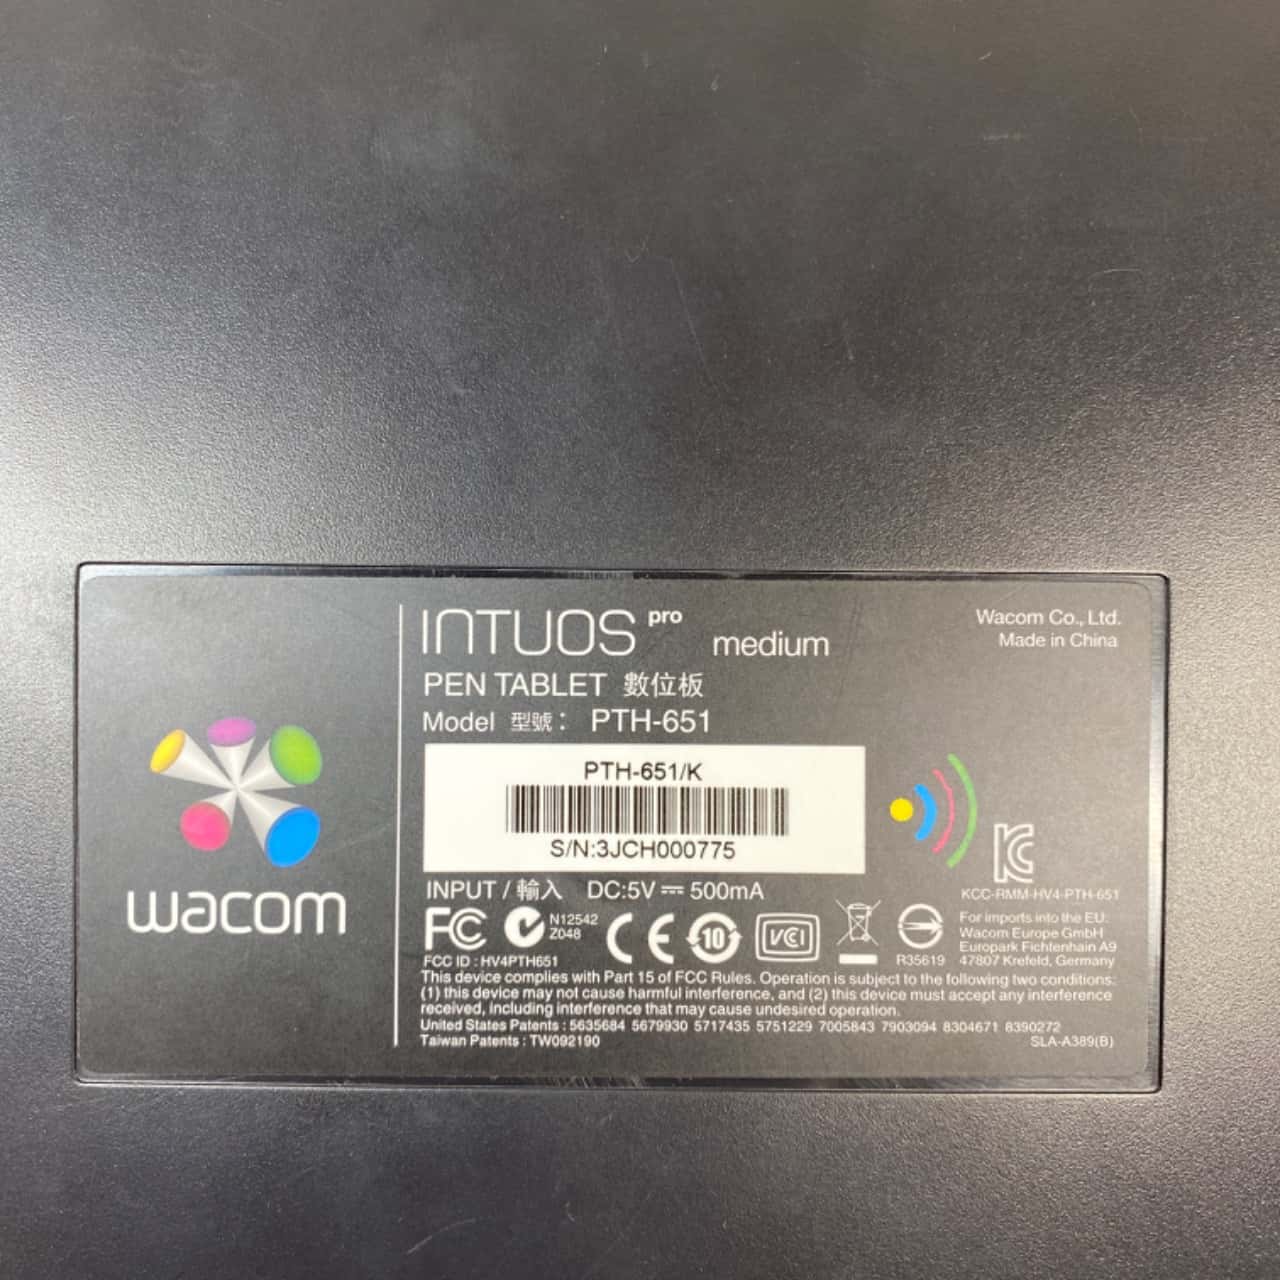 INTUOS pro medium
Wacom Co., Ltd.
Made in China
PEN TABLET 數位板
Model 型號： PTH-651
PTH-651/K
S/N:3JCH000775
wacom
INPUT / 輸入 DC:5V ⎓ 500mA
KCC-RMM-HV4-PTH-651
FC
N12542
Z048
CE
10
VCI
R35619
For imports into the EU:
Wacom Europe GmbH
Europark Fichtenhain A9
47807 Krefeld, Germany
FCC ID : HV4PTH651
This device complies with Part 15 of FCC Rules. Operation is subject to the following two conditions:
(1) this device may not cause harmful interference, and (2) this device must accept any interference
received, including interference that may cause undesired operation.
United States Patents : 5635684 5679930 5717435 5751229 7005843 7903094 8304671 8390272
Taiwan Patents : TW092190
SLA-A389(B)